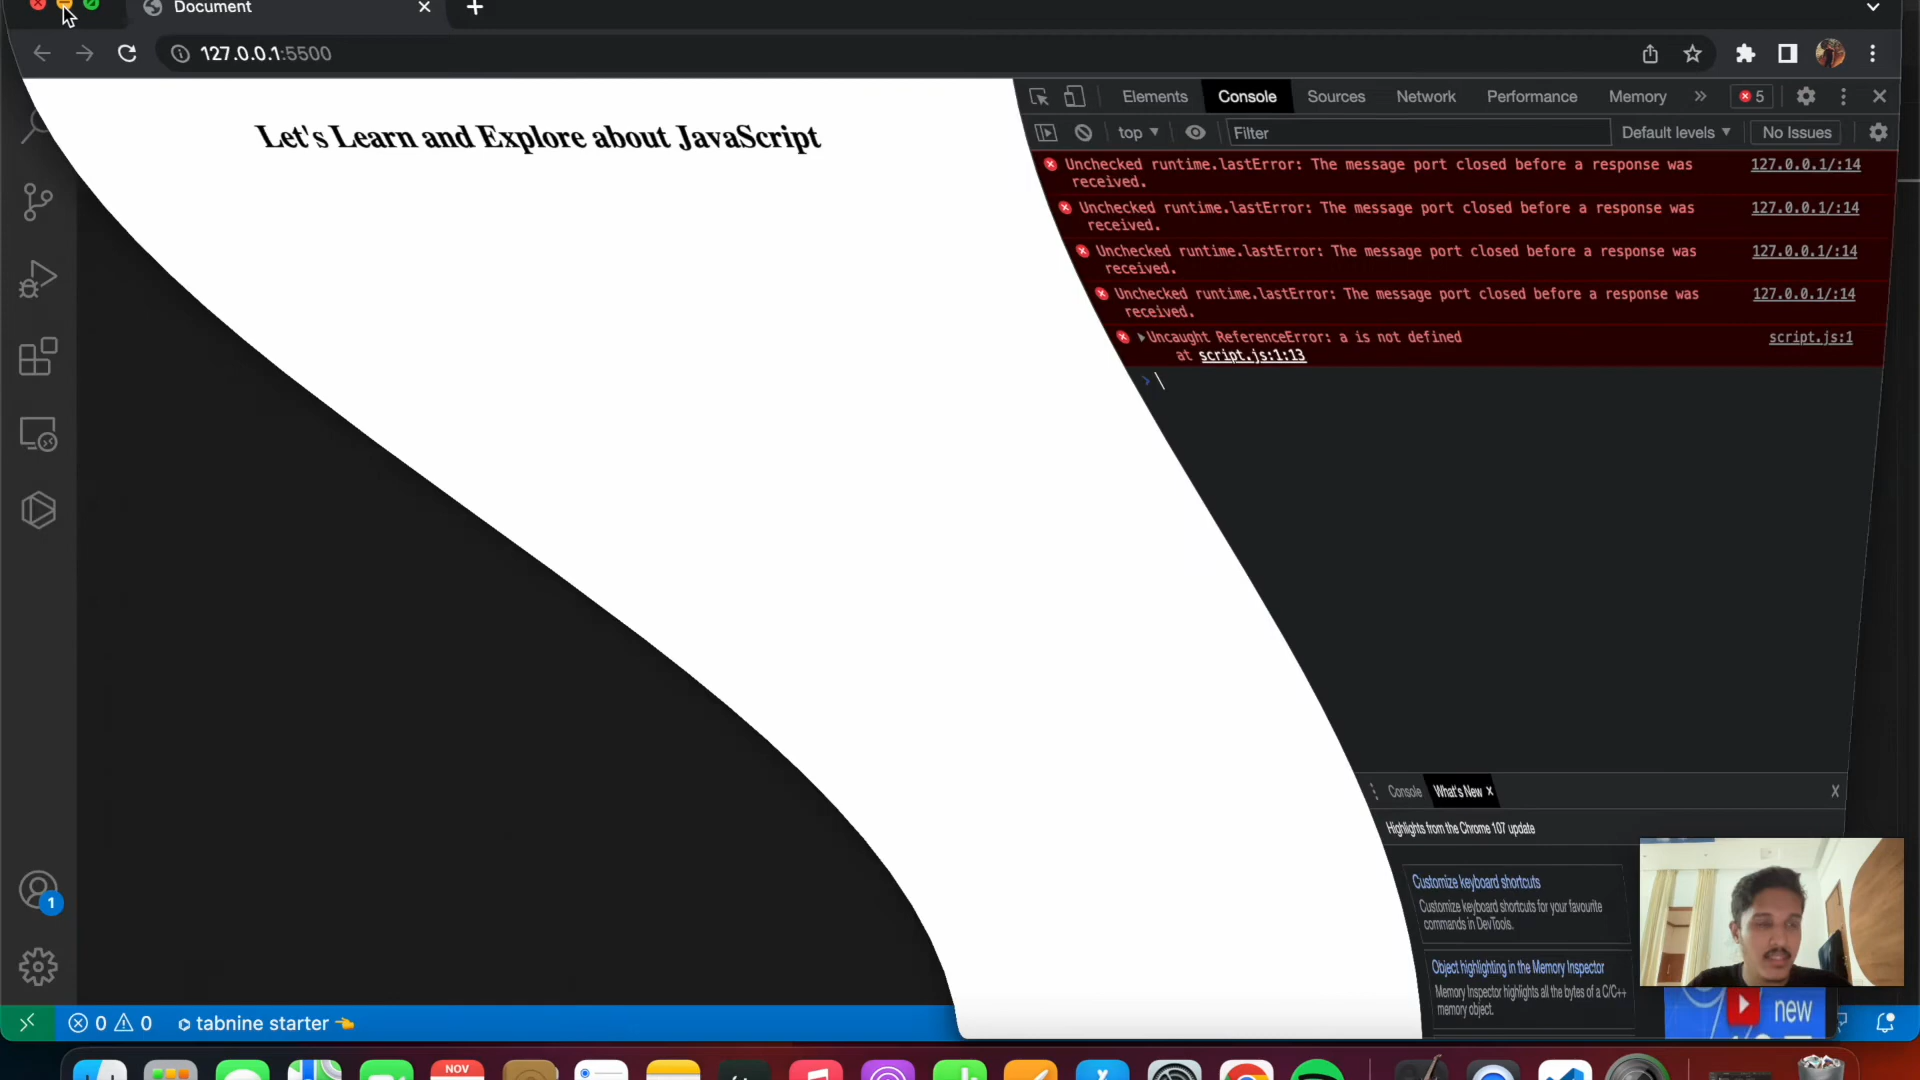 Document
127.0.0.1:5500
Elements Console Sources Network Performance Memory » 5
top ▼ Filter Default levels ▼ No Issues
Let's Learn and Explore about JavaScript
Unchecked runtime.lastError: The message port closed before a response was 127.0.0.1/:14
received.
Unchecked runtime.lastError: The message port closed before a response was 127.0.0.1/:14
received.
Unchecked runtime.lastError: The message port closed before a response was 127.0.0.1/:14
received.
Unchecked runtime.lastError: The message port closed before a response was 127.0.0.1/:14
received.
Uncaught ReferenceError: a is not defined script.js:1
at script.js:1:13
> \
Console What's New x
Highlights from the Chrome 107 update
Customize keyboard shortcuts
Customize keyboard shortcuts for your favourite
commands in DevTools.
Object highlighting in the Memory Inspector
Memory Inspector highlights all the bytes of a C/C++
memory object.
new
1
0 0 tabnine starter
NOV